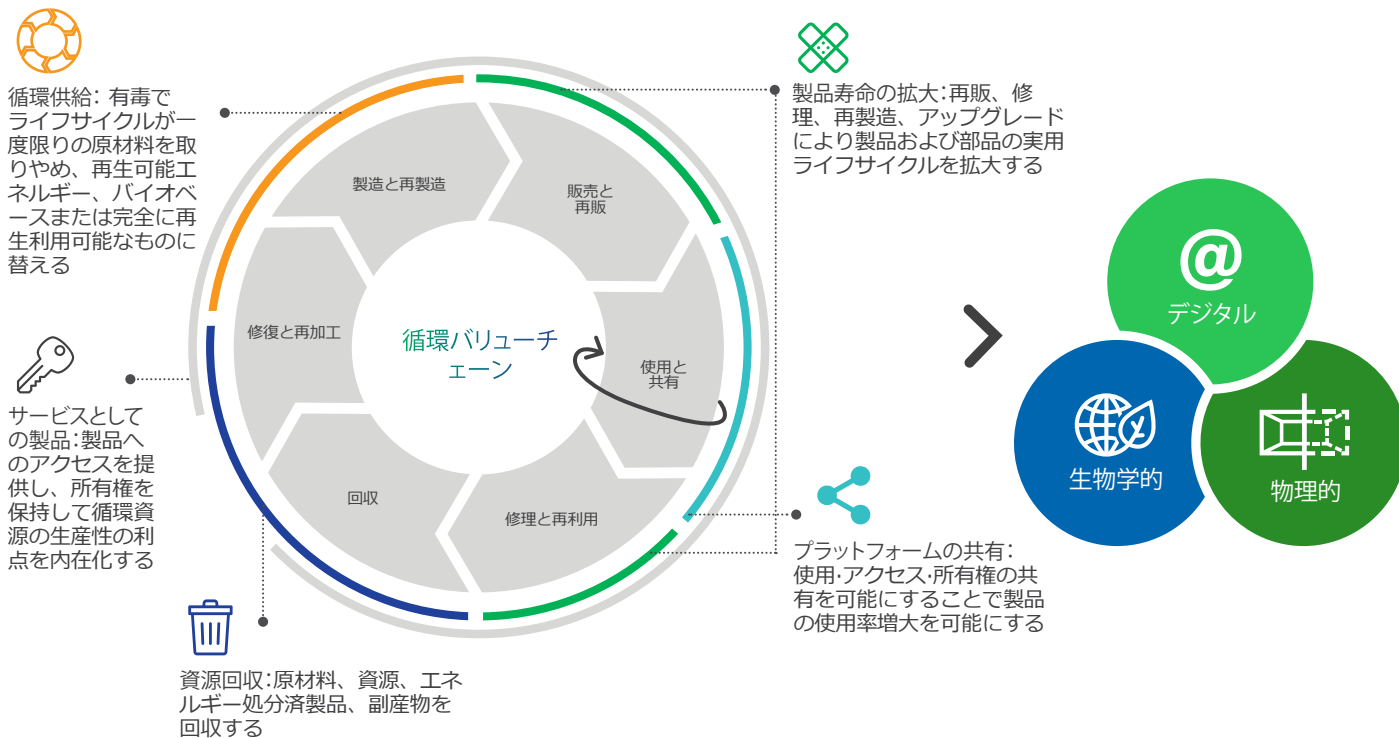 循環供給: 有毒で
ライフサイクルが一
度限りの原材料を取
りやめ、再生可能エ
ネルギー、バイオベ
ースまたは完全に再
生利用可能なものに
替える
サービスとして
の製品:製品へ
のアクセスを提
供し、所有権を
保持して循環資
源の生産性の利
点を内在化する
資源回収:原材料、資源、エネ
ルギー処分済製品、副産物を
回収する
製造と再製造
販売と
再販
使用と
共有
修理と再利用
回収
修復と再加工
循環バリューチ
ェーン
製品寿命の拡大:再販、修
理、再製造、アップグレード
により製品および部品の実用
ライフサイクルを拡大する
プラットフォームの共有:
使用·アクセス·所有権の共
有を可能にすることで製品
の使用率増大を可能にする
@
デジタル
生物学的
物理的